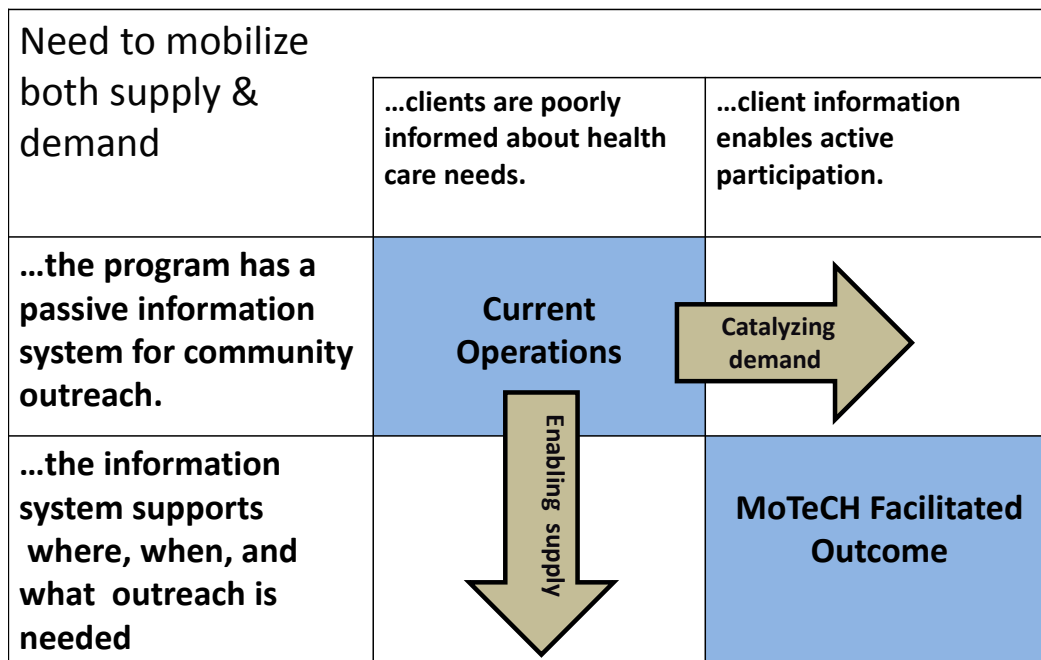 Need to mobilize
both supply &
demand
...clients are poorly
informed about health
care needs.
...client information
enables active
participation.
...the program has a
passive information
system for community
outreach.
Current
Operations
Catalyzing
demand
Enabling supply
...the information
system supports
where, when, and
what outreach is
needed
MoTeCH Facilitated
Outcome